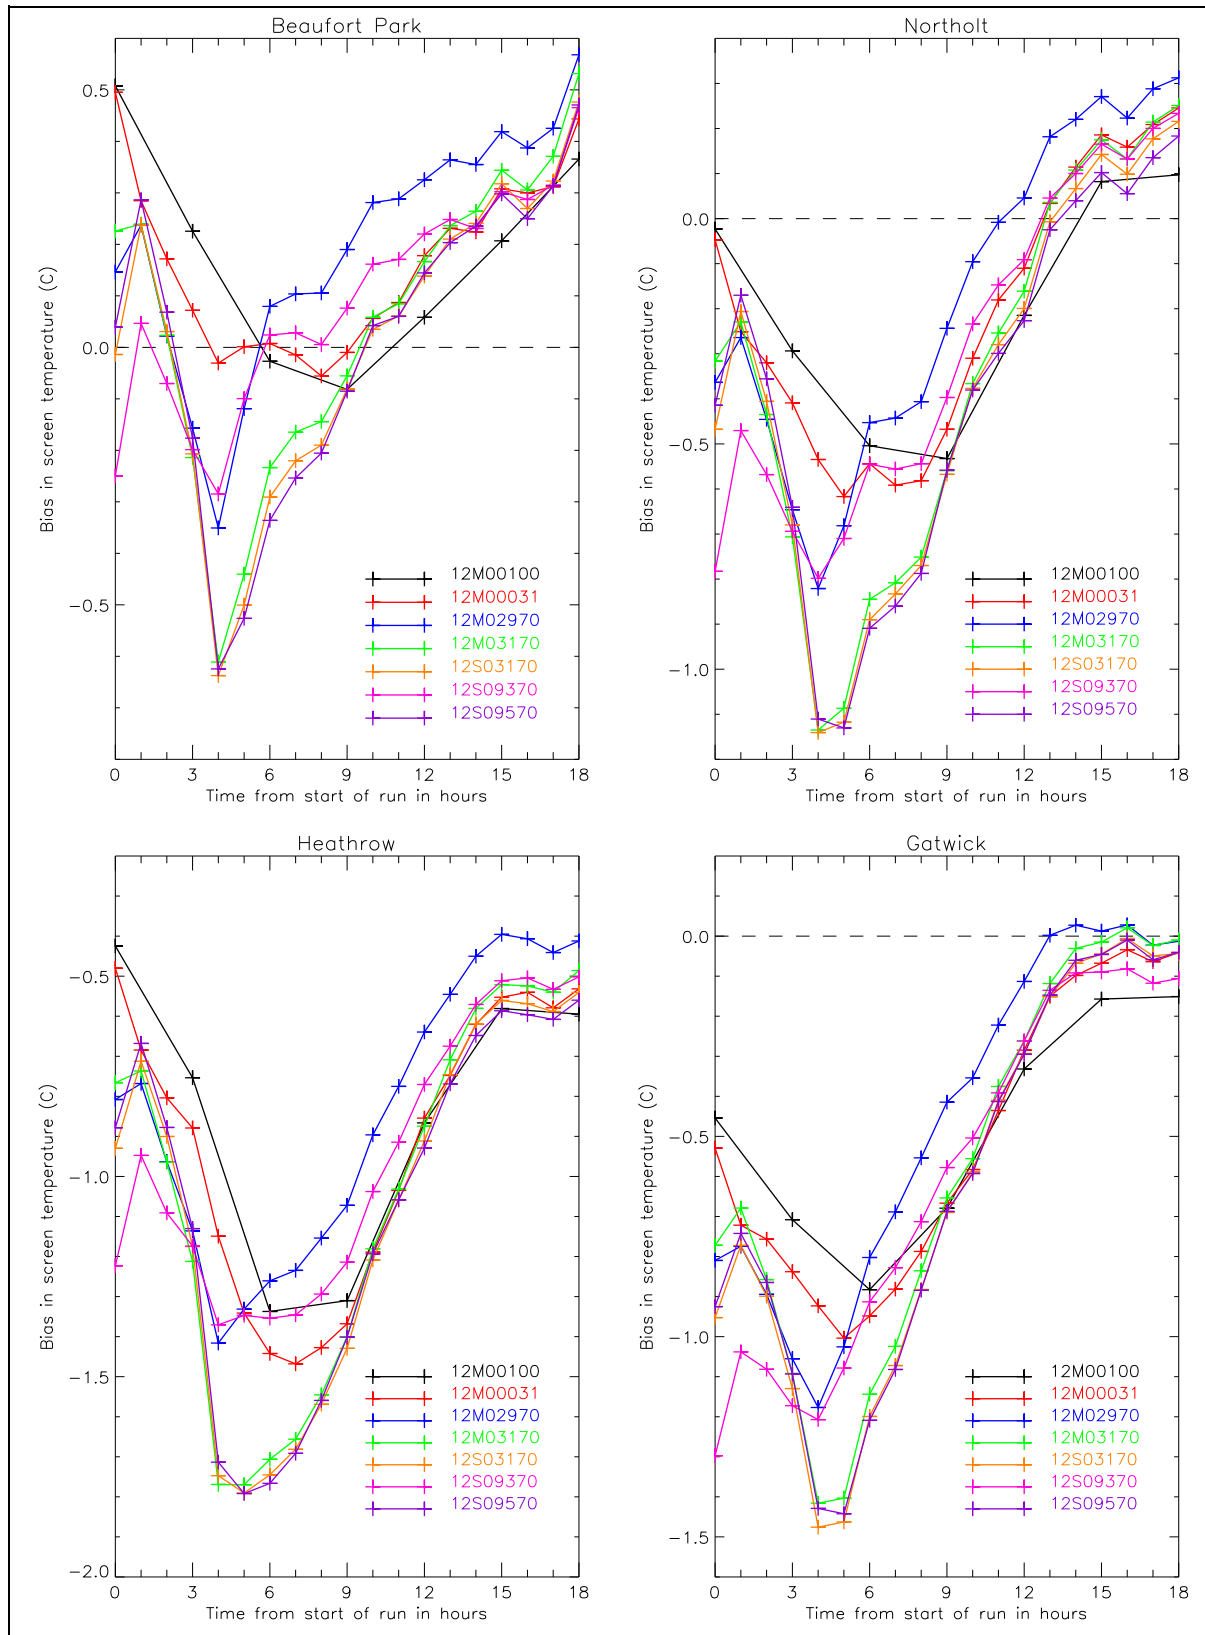 Beaufort Park
0.5
0.0
-0.5
Bias in screen temperature (C)
12M00100
12M00031
12M02970
12M03170
12S03170
12S09370
12S09570
0 3 6 9 12 15 18
Time from start of run in hours
Northolt
0.0
-0.5
-1.0
Bias in screen temperature (C)
12M00100
12M00031
12M02970
12M03170
12S03170
12S09370
12S09570
0 3 6 9 12 15 18
Time from start of run in hours
Heathrow
-0.5
-1.0
-1.5
-2.0
Bias in screen temperature (C)
12M00100
12M00031
12M02970
12M03170
12S03170
12S09370
12S09570
0 3 6 9 12 15 18
Time from start of run in hours
Gatwick
0.0
-0.5
-1.0
-1.5
Bias in screen temperature (C)
12M00100
12M00031
12M02970
12M03170
12S03170
12S09370
12S09570
0 3 6 9 12 15 18
Time from start of run in hours